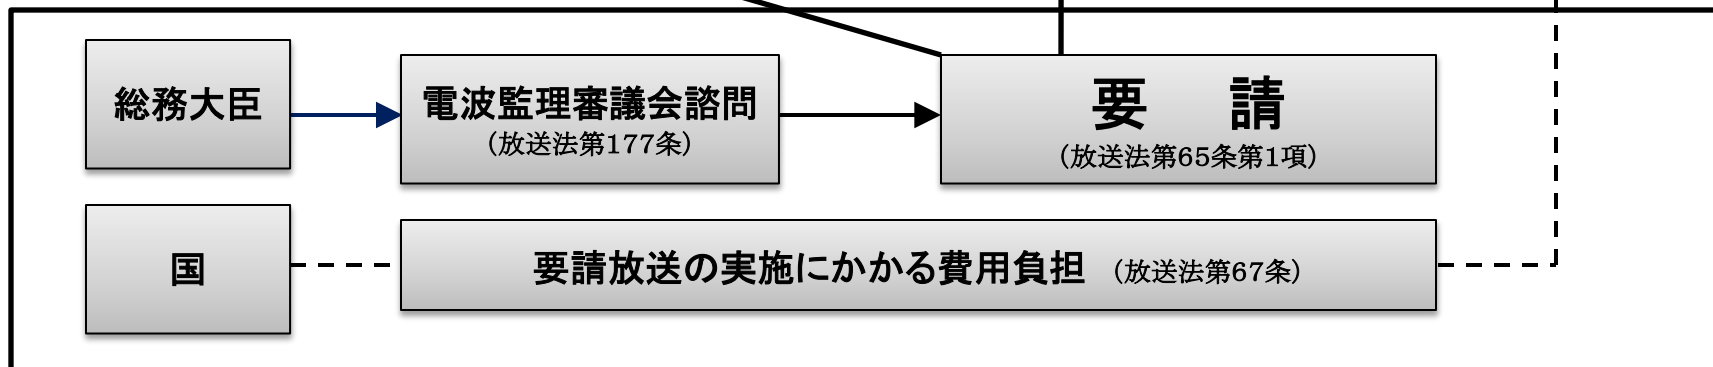 総務大臣
電波監理審議会諮問
（放送法第177条）
要　請
（放送法第65条第1項）
国
要請放送の実施にかかる費用負担 （放送法第67条）